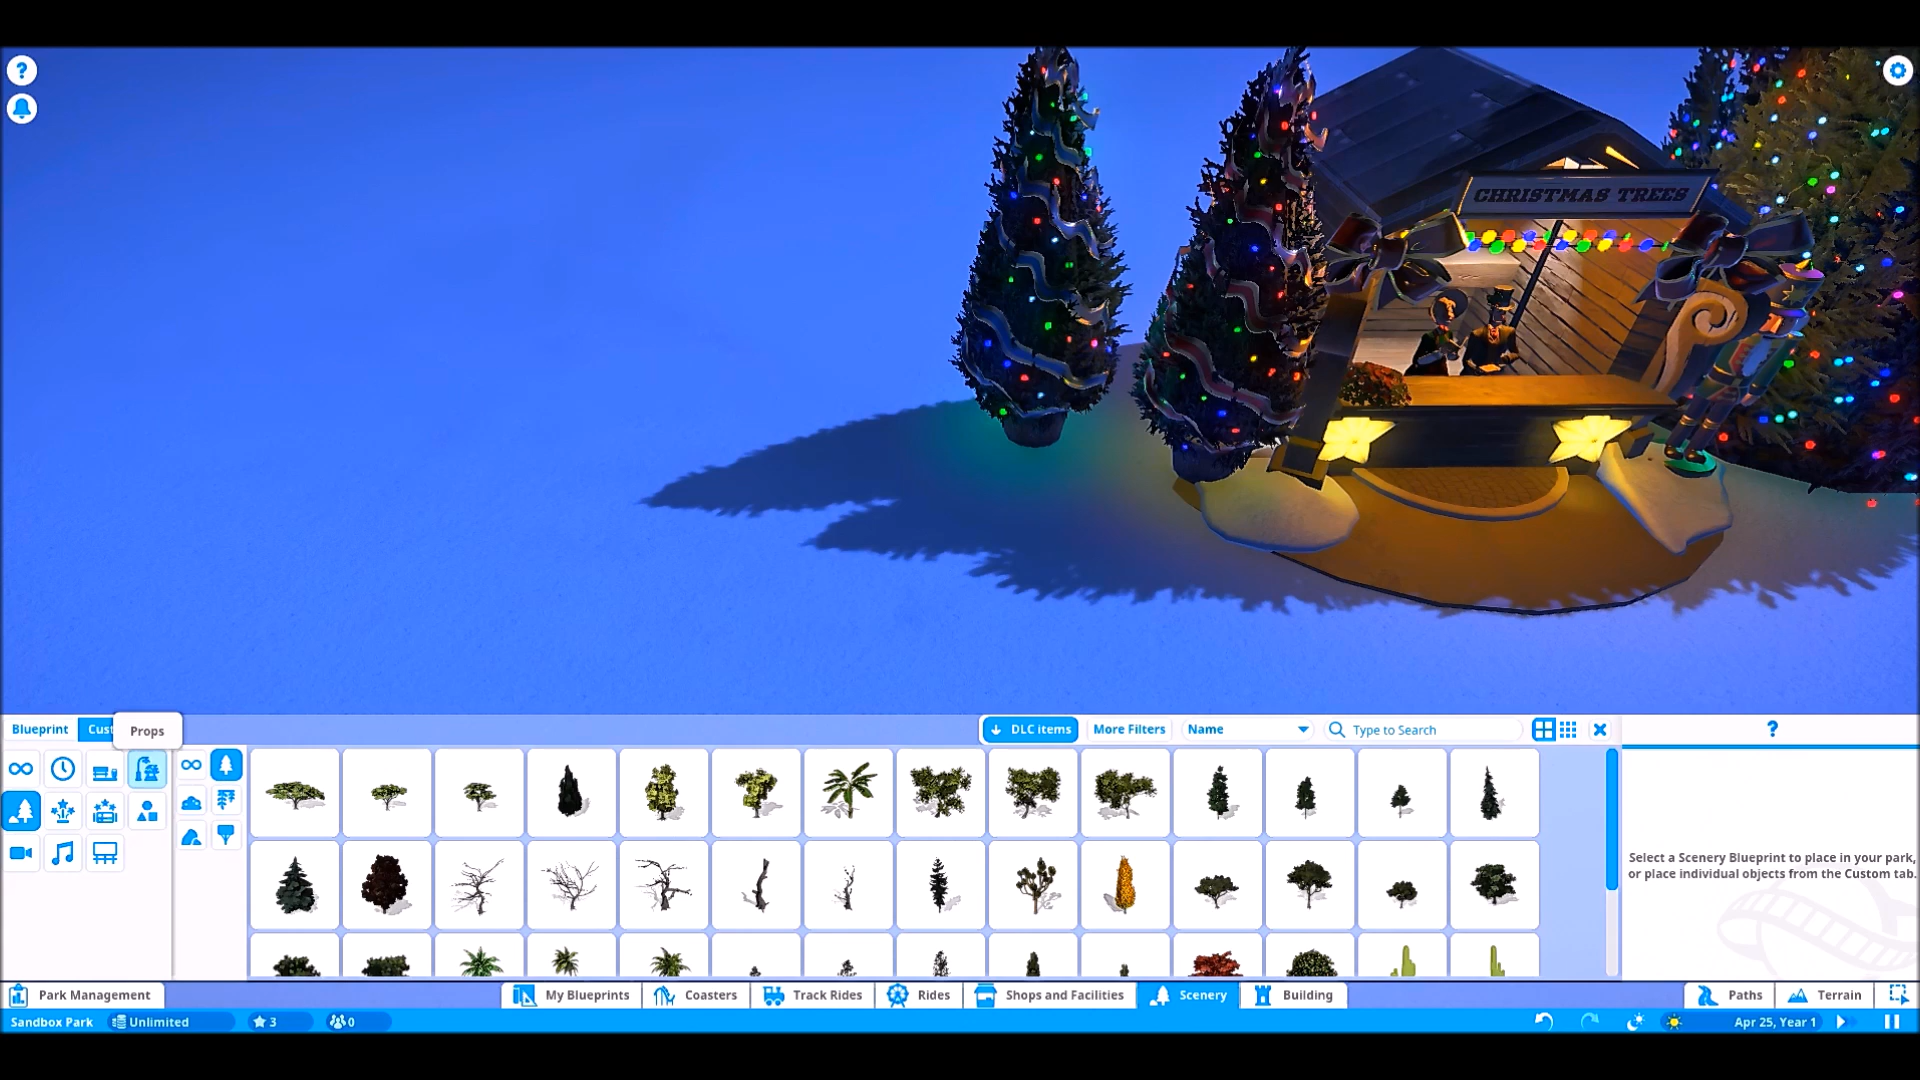 CHRISTMAS TREES
Blueprint
Cust
Props
DLC items
More Filters
Name
Type to Search
Select a Scenery Blueprint to place in your park,
or place individual objects from the Custom tab.
Park Management
My Blueprints
Coasters
Track Rides
Rides
Shops and Facilities
Scenery
Building
Paths
Terrain
Sandbox Park
Unlimited
3
0
Apr 25, Year 1